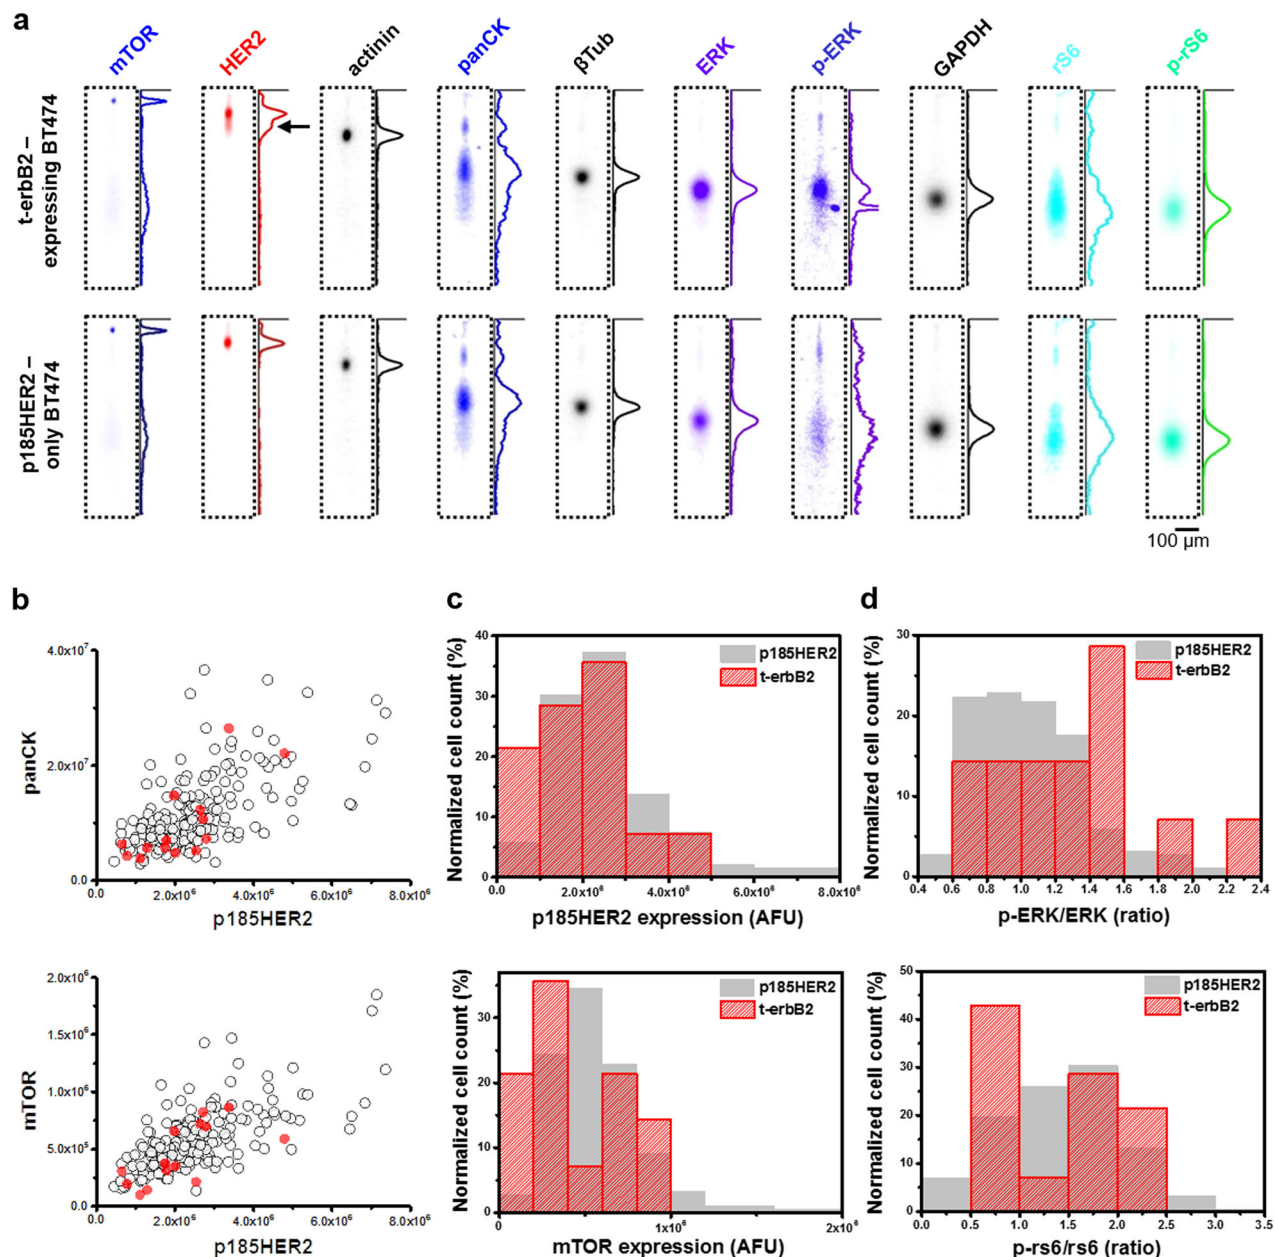 a
mTOR HER2 actinin panCK βTub ERK p-ERK GAPDH rS6 p-rS6
t-erbB2 –
expressing BT474
p185HER2 –
only BT474
100 µm
b
4.0x10⁷
2.0x10⁷
0.0
panCK
0.0 2.0x10⁶ 4.0x10⁶ 6.0x10⁶ 8.0x10⁶
p185HER2
2.0x10⁶
1.5x10⁶
1.0x10⁶
5.0x10⁵
0.0
mTOR
0.0 2.0x10⁶ 4.0x10⁶ 6.0x10⁶ 8.0x10⁶
p185HER2
c
40
30
20
10
0
Normalized cell count (%)
p185HER2
t-erbB2
0.0 2.0x10⁶ 4.0x10⁶ 6.0x10⁶ 8.0x10⁶
p185HER2 expression (AFU)
30
20
10
0
Normalized cell count (%)
p185HER2
t-erbB2
0 1x10⁶ 2x10⁶
mTOR expression (AFU)
d
30
20
10
0
Normalized cell count (%)
p185HER2
t-erbB2
0.4 0.6 0.8 1.0 1.2 1.4 1.6 1.8 2.0 2.2 2.4
p-ERK/ERK (ratio)
50
40
30
20
10
0
Normalized cell count (%)
p185HER2
t-erbB2
0.0 0.5 1.0 1.5 2.0 2.5 3.0 3.5
p-rs6/rs6 (ratio)